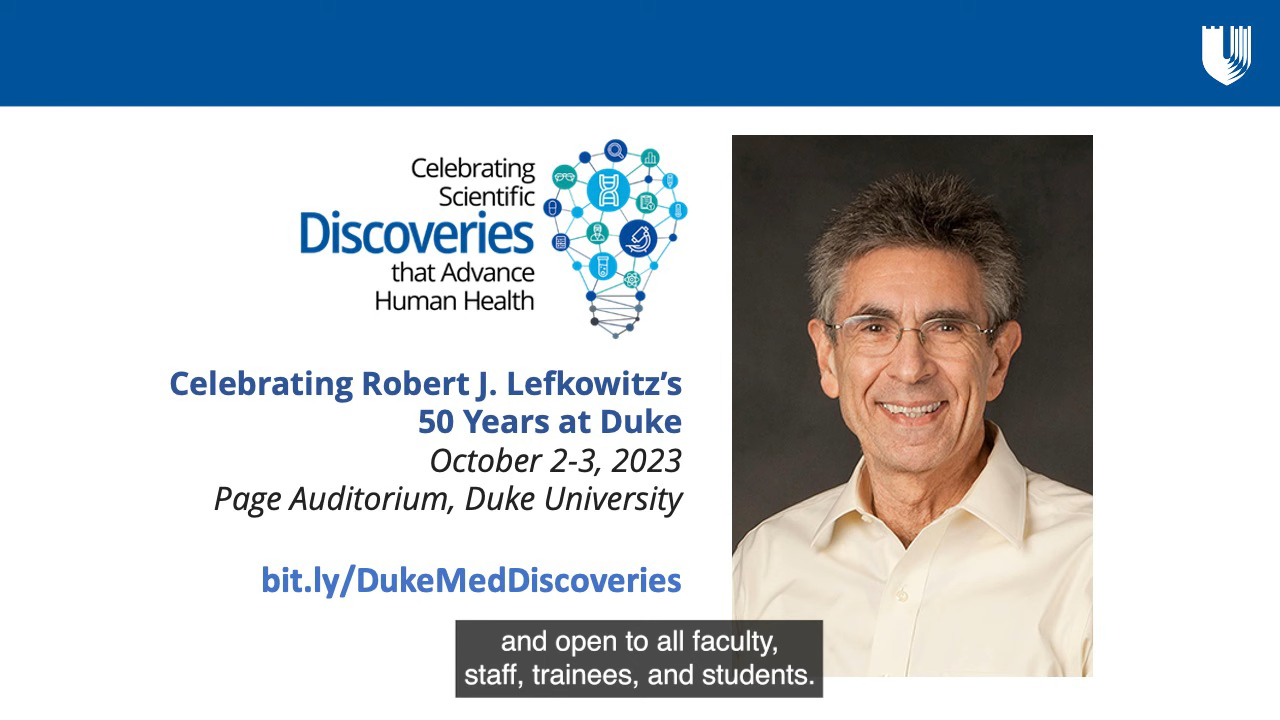 Celebrating
Scientific
Discoveries
that Advance
Human Health
Celebrating Robert J. Lefkowitz’s
50 Years at Duke
October 2-3, 2023
Page Auditorium, Duke University
bit.ly/DukeMedDiscoveries
and open to all faculty,
staff, trainees, and students.